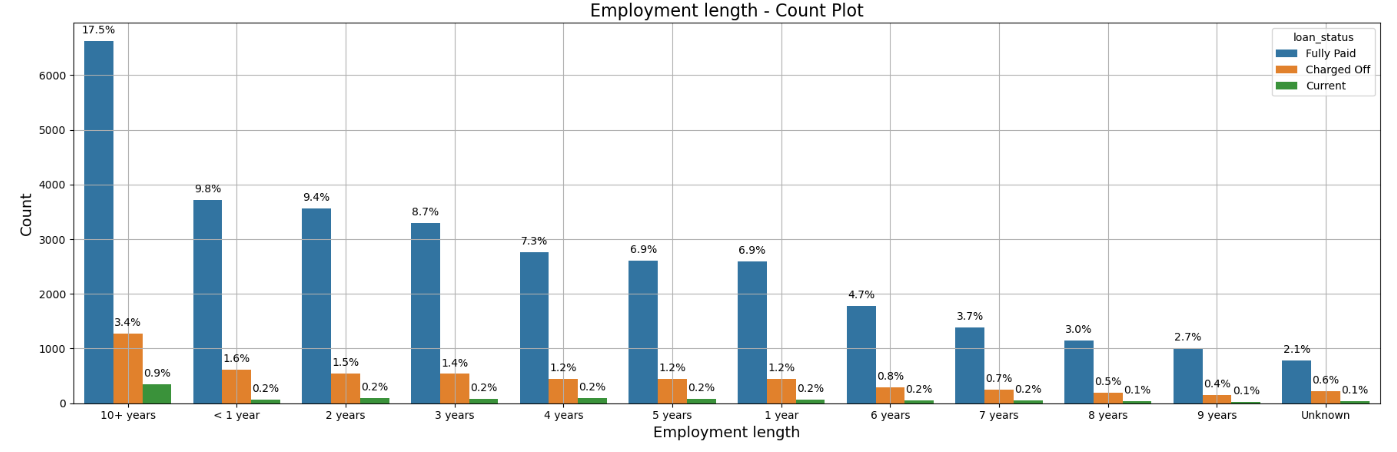 Employment length - Count Plot
17.5%
loan_status
Fully Paid
Charged Off
Current
6000
5000
4000
3000
2000
1000
0
Count
3.4%
0.9%
9.8%
1.6%
0.2%
9.4%
1.5%
0.2%
8.7%
1.4%
0.2%
7.3%
1.2%
0.2%
6.9%
1.2%
0.2%
6.9%
1.2%
0.2%
4.7%
0.8%
0.2%
3.7%
0.7%
0.2%
3.0%
0.5%
0.1%
2.7%
0.4%
0.1%
2.1%
0.6%
0.1%
10+ years
< 1 year
2 years
3 years
4 years
5 years
1 year
6 years
7 years
8 years
9 years
Unknown
Employment length